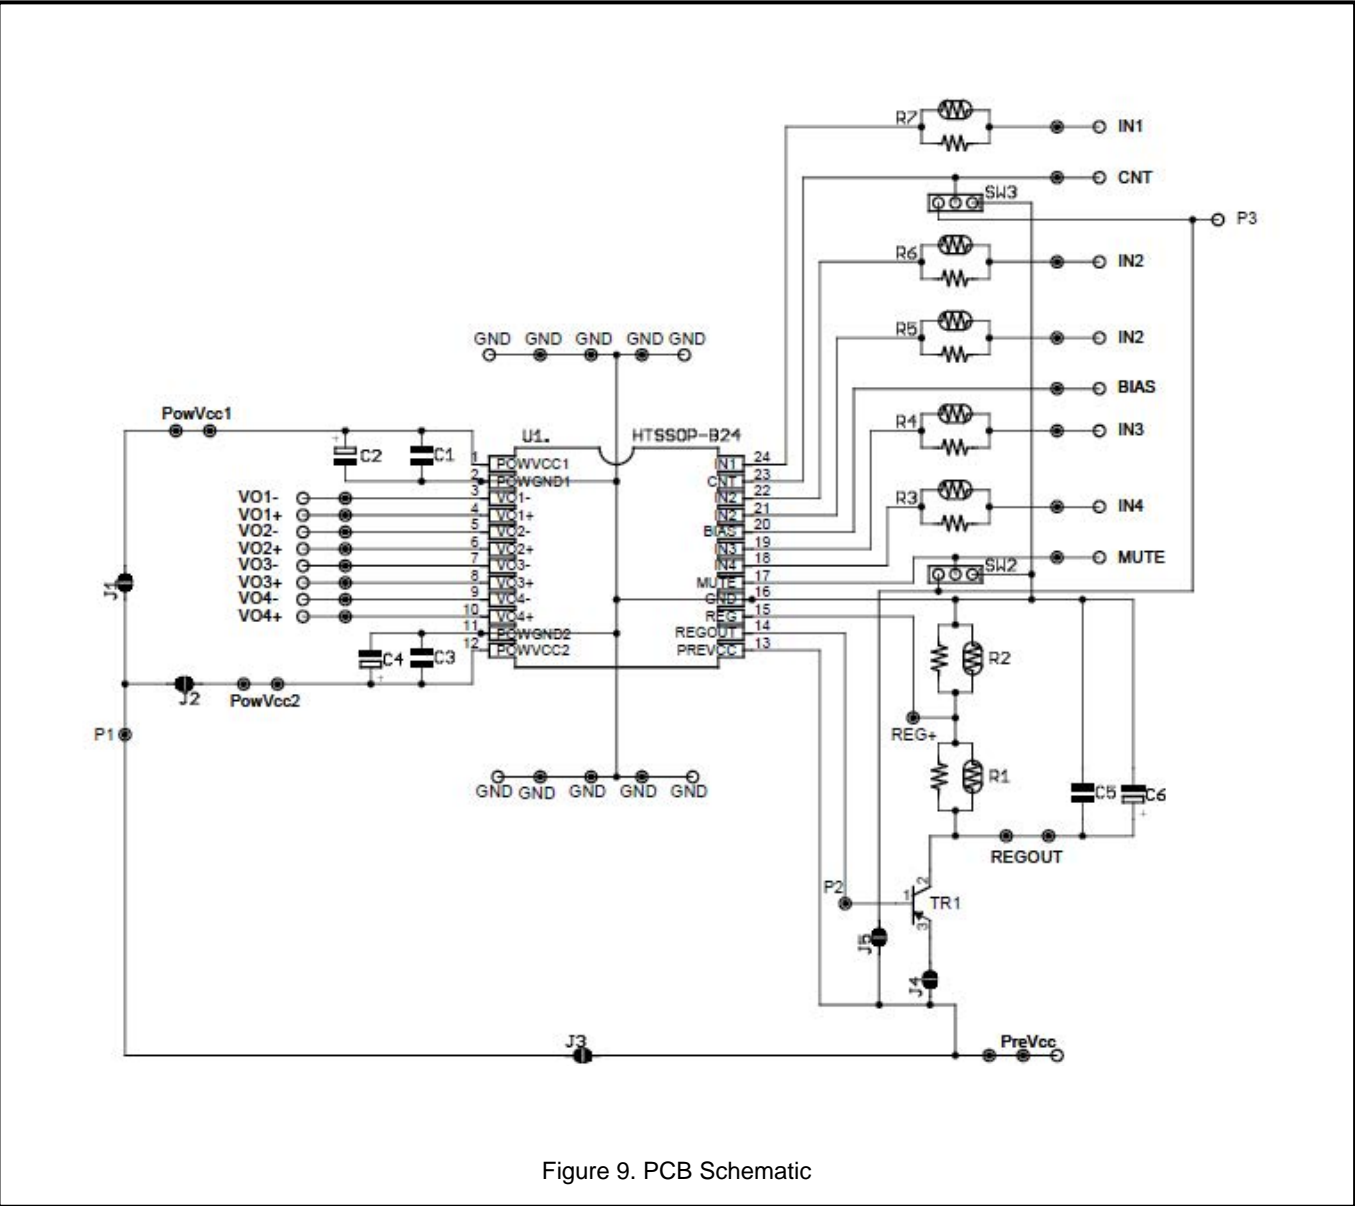 R7
IN1
CNT
SW3
P3
R6
IN2
R5
IN2
BIAS
R4
IN3
R3
IN4
MUTE
SW2
GND GND GND GND GND
PowVcc1
C2
C1
U1.
HTSSOP-B24
1 POWVCC1
2 POWGND1
3 VO1-
4 VO1+
5 VO2-
6 VO2+
7 VO3-
8 VO3+
9 VO4-
10 VO4+
11 POWGND2
12 POWVCC2
IN1 24
CNT 23
IN2 22
IN2 21
BIAS 20
IN3 19
IN4 18
MUTE 17
GND 16
REG 15
REGOUT 14
PREVCC 13
VO1-
VO1+
VO2-
VO2+
VO3-
VO3+
VO4-
VO4+
J1
+
C4
C3
+
J2
PowVcc2
P1
GND GND GND GND GND
R2
REG+
R1
C5
C6
+
REGOUT
P2
1
2
3
TR1
J5
J4
J3
PreVcc
Figure 9. PCB Schematic